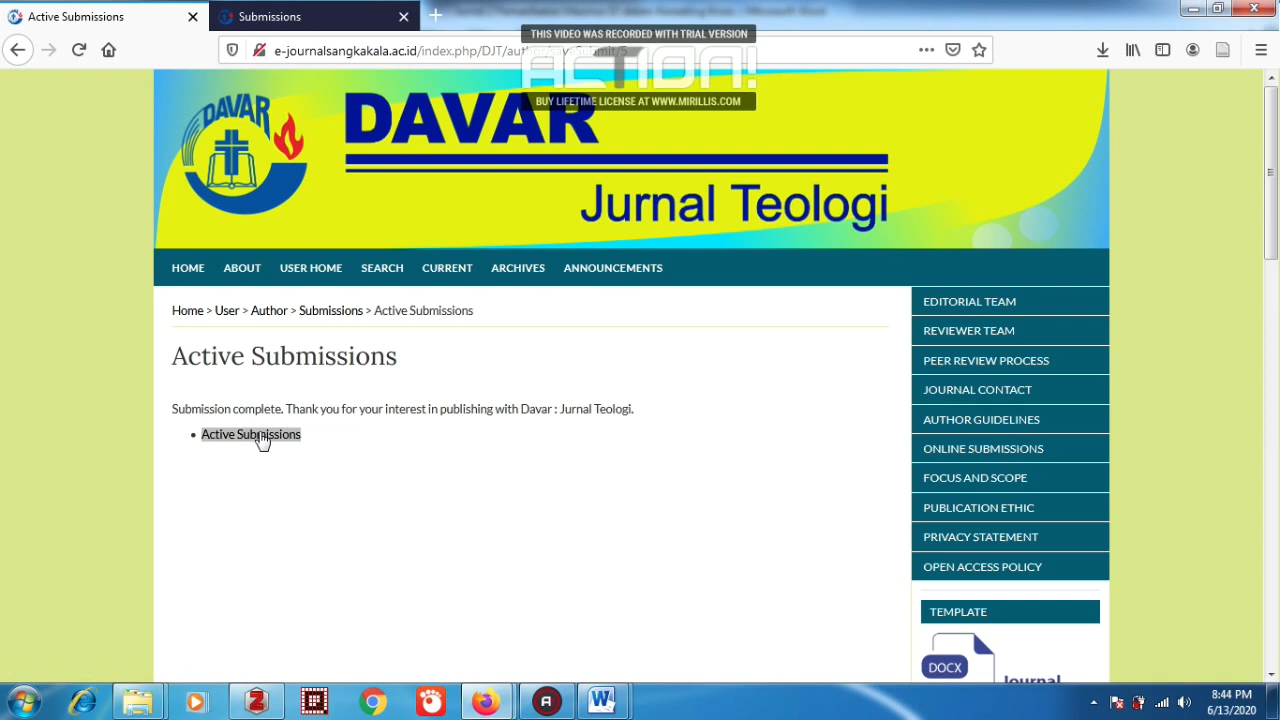 Active Submissions
Submissions
THIS VIDEO WAS RECORDED WITH TRIAL VERSION
ACTION!
BUY LIFETIME LICENSE AT WWW.MIRILLIS.COM
e-journalsangkakala.ac.id/index.php/DJT/author/saveSubmit/5
DAVAR
DAVAR
Jurnal Teologi
HOME ABOUT USER HOME SEARCH CURRENT ARCHIVES ANNOUNCEMENTS
Home > User > Author > Submissions > Active Submissions
Active Submissions
Submission complete. Thank you for your interest in publishing with Davar : Jurnal Teologi.
• Active Submissions
EDITORIAL TEAM
REVIEWER TEAM
PEER REVIEW PROCESS
JOURNAL CONTACT
AUTHOR GUIDELINES
ONLINE SUBMISSIONS
FOCUS AND SCOPE
PUBLICATION ETHIC
PRIVACY STATEMENT
OPEN ACCESS POLICY
TEMPLATE
DOCX
Journal
8:44 PM
6/13/2020